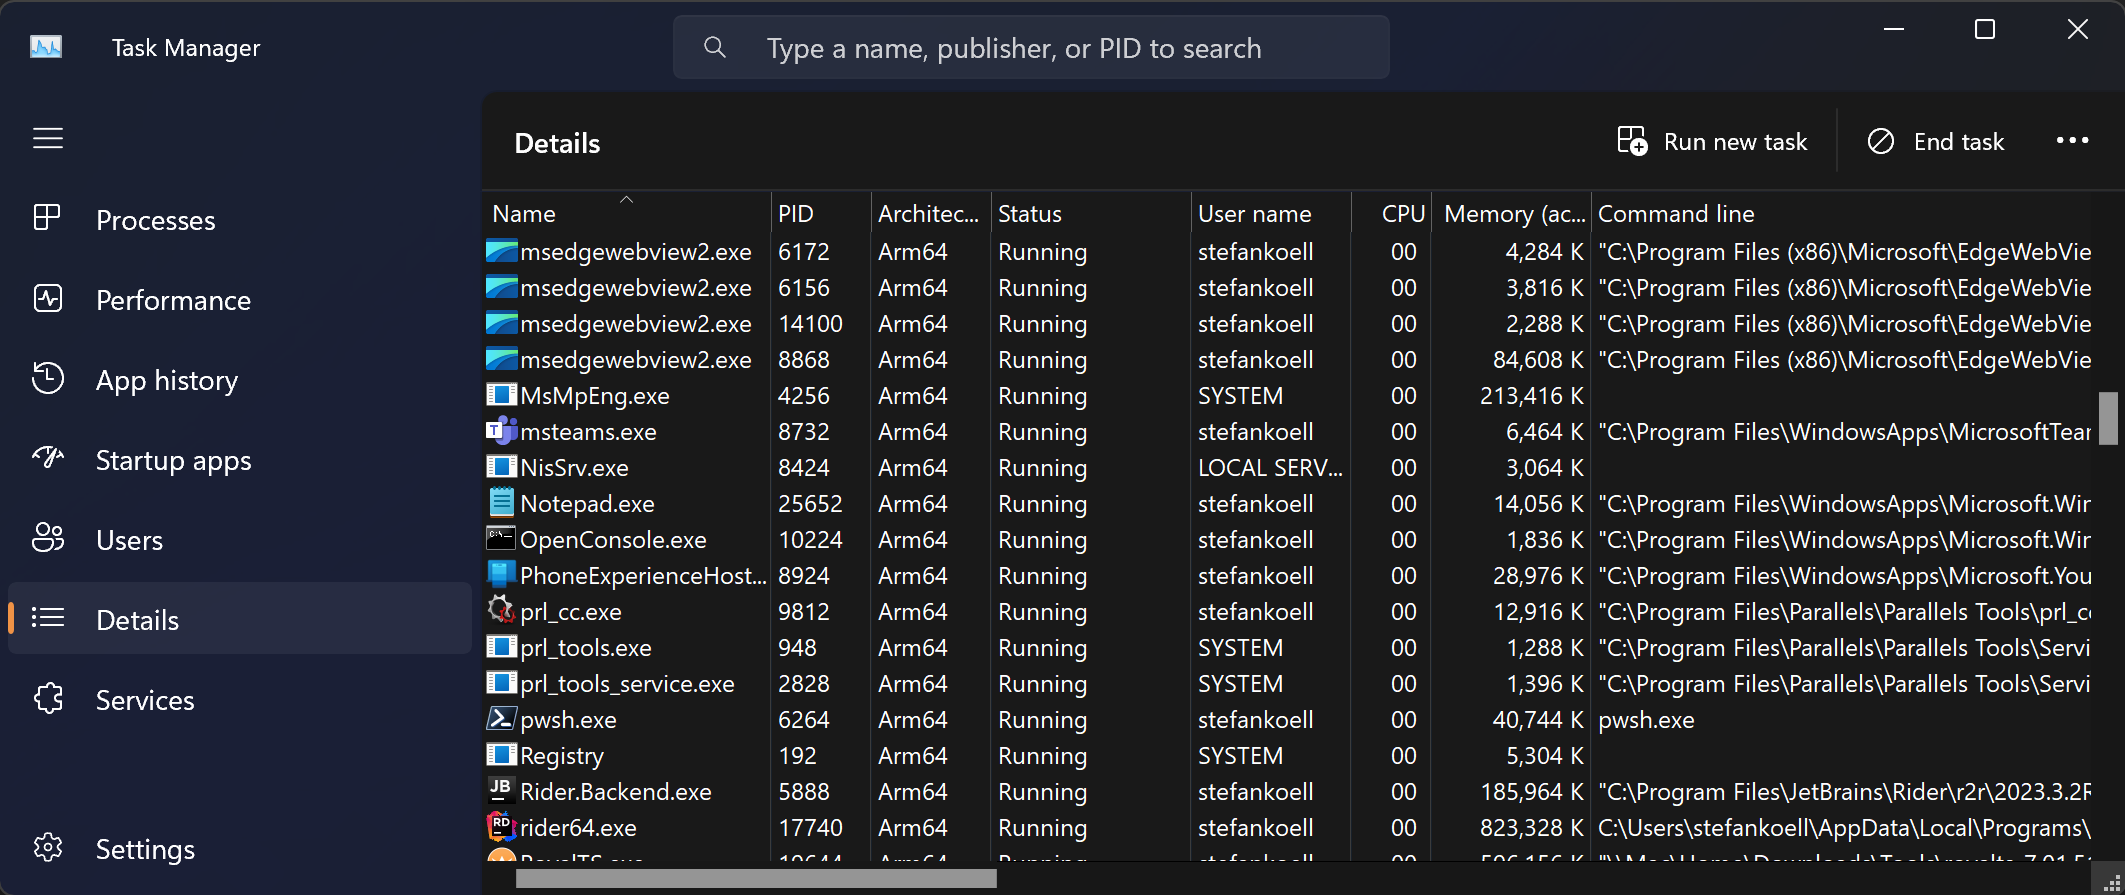 Task Manager
Type a name, publisher, or PID to search
Details
Run new task
End task
Processes
Performance
App history
Startup apps
Users
Details
Services
Settings
Name PID Architec... Status User name CPU Memory (ac... Command line
msedgewebview2.exe 6172 Arm64 Running stefankoell 00 4,284 K "C:\Program Files (x86)\Microsoft\EdgeWebVie
msedgewebview2.exe 6156 Arm64 Running stefankoell 00 3,816 K "C:\Program Files (x86)\Microsoft\EdgeWebVie
msedgewebview2.exe 14100 Arm64 Running stefankoell 00 2,288 K "C:\Program Files (x86)\Microsoft\EdgeWebVie
msedgewebview2.exe 8868 Arm64 Running stefankoell 00 84,608 K "C:\Program Files (x86)\Microsoft\EdgeWebVie
MsMpEng.exe 4256 Arm64 Running SYSTEM 00 213,416 K
msteams.exe 8732 Arm64 Running stefankoell 00 6,464 K "C:\Program Files\WindowsApps\MicrosoftTear
NisSrv.exe 8424 Arm64 Running LOCAL SERV... 00 3,064 K
Notepad.exe 25652 Arm64 Running stefankoell 00 14,056 K "C:\Program Files\WindowsApps\Microsoft.Wir
OpenConsole.exe 10224 Arm64 Running stefankoell 00 1,836 K "C:\Program Files\WindowsApps\Microsoft.Wir
PhoneExperienceHost... 8924 Arm64 Running stefankoell 00 28,976 K "C:\Program Files\WindowsApps\Microsoft.You
prl_cc.exe 9812 Arm64 Running stefankoell 00 12,916 K "C:\Program Files\Parallels\Parallels Tools\prl_c
prl_tools.exe 948 Arm64 Running SYSTEM 00 1,288 K "C:\Program Files\Parallels\Parallels Tools\Servi
prl_tools_service.exe 2828 Arm64 Running SYSTEM 00 1,396 K "C:\Program Files\Parallels\Parallels Tools\Servi
pwsh.exe 6264 Arm64 Running stefankoell 00 40,744 K pwsh.exe
Registry 192 Arm64 Running SYSTEM 00 5,304 K
JB Rider.Backend.exe 5888 Arm64 Running stefankoell 00 185,964 K "C:\Program Files\JetBrains\Rider\r2r\2023.3.2R
RD rider64.exe 17740 Arm64 Running stefankoell 00 823,328 K C:\Users\stefankoell\AppData\Local\Programs\